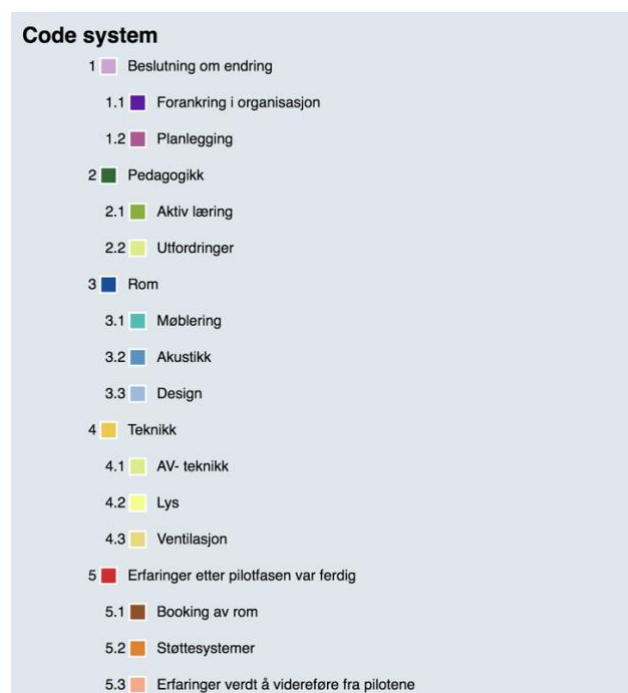 Code system
1 Beslutning om endring
1.1 Forankring i organisasjon
1.2 Planlegging
2 Pedagogikk
2.1 Aktiv læring
2.2 Utfordringer
3 Rom
3.1 Møblering
3.2 Akustikk
3.3 Design
4 Teknikk
4.1 AV- teknikk
4.2 Lys
4.3 Ventilasjon
5 Erfaringer etter pilotfasen var ferdig
5.1 Booking av rom
5.2 Støttesystemer
5.3 Erfaringer verdt å videreføre fra pilotene